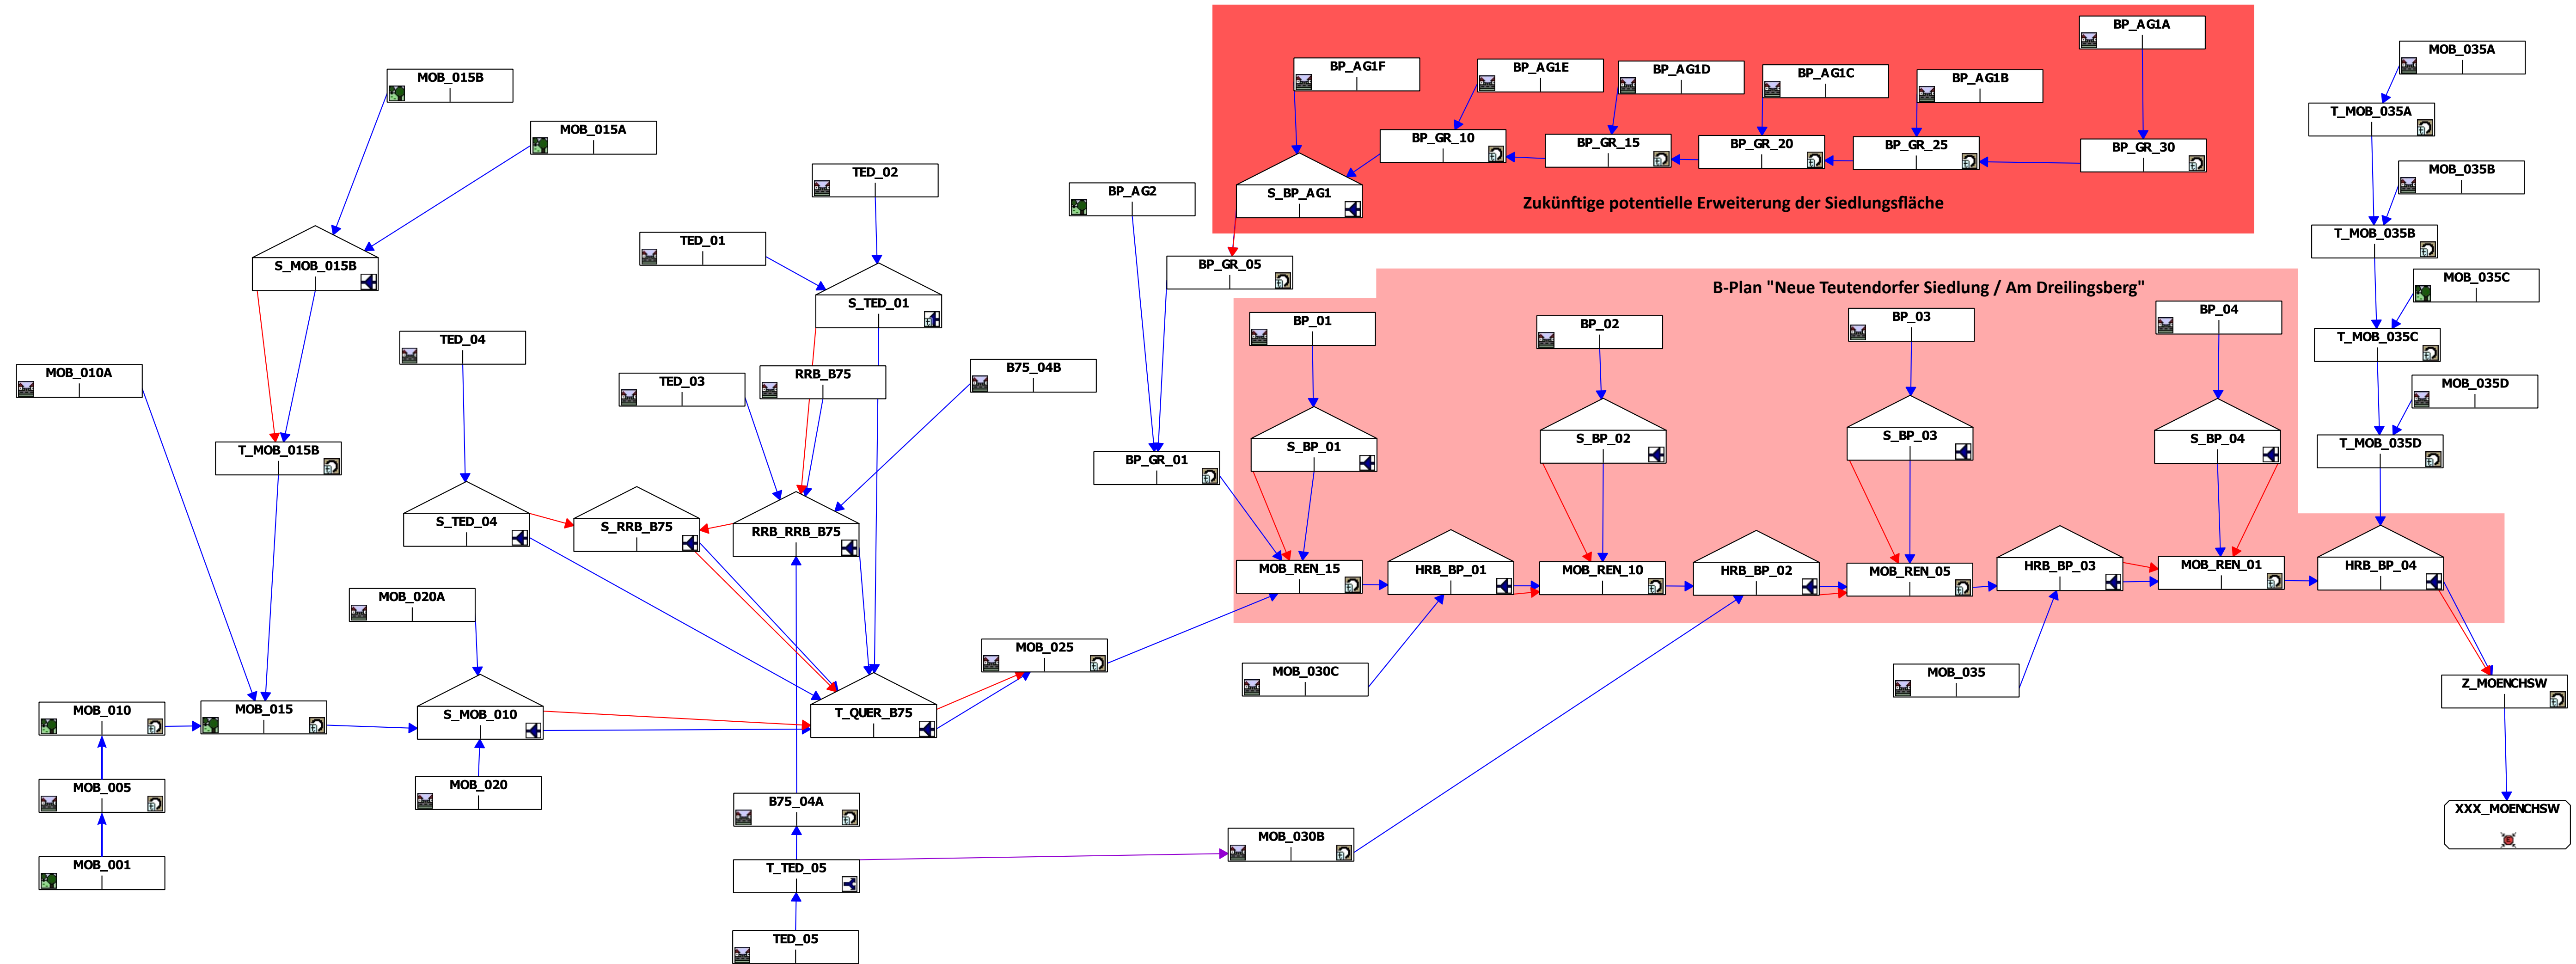 BP_AG1A
MOB_035A
BP_AG1F
BP_AG1E
BP_AG1D
BP_AG1C
BP_AG1B
MOB_015B
T_MOB_035A
MOB_015A
BP_GR_10
BP_GR_15
BP_GR_20
BP_GR_25
BP_GR_30
TED_02
MOB_035B
BP_AG2
S_BP_AG1
Zukünftige potentielle Erweiterung der Siedlungsfläche
T_MOB_035B
TED_01
S_MOB_015B
BP_GR_05
MOB_035C
B-Plan "Neue Teutendorfer Siedlung / Am Dreilingsberg"
S_TED_01
BP_01
BP_02
BP_03
BP_04
TED_04
T_MOB_035C
MOB_010A
TED_03
RRB_B75
B75_04B
MOB_035D
T_MOB_015B
S_BP_01
S_BP_02
S_BP_03
S_BP_04
T_MOB_035D
BP_GR_01
S_TED_04
S_RRB_B75
RRB_RRB_B75
MOB_REN_15
HRB_BP_01
MOB_REN_10
HRB_BP_02
MOB_REN_05
HRB_BP_03
MOB_REN_01
HRB_BP_04
MOB_020A
MOB_025
MOB_030C
MOB_035
Z_MOENCHSW
MOB_010
MOB_015
S_MOB_010
T_QUER_B75
MOB_005
MOB_020
B75_04A
XXX_MOENCHSW
MOB_030B
MOB_001
T_TED_05
TED_05